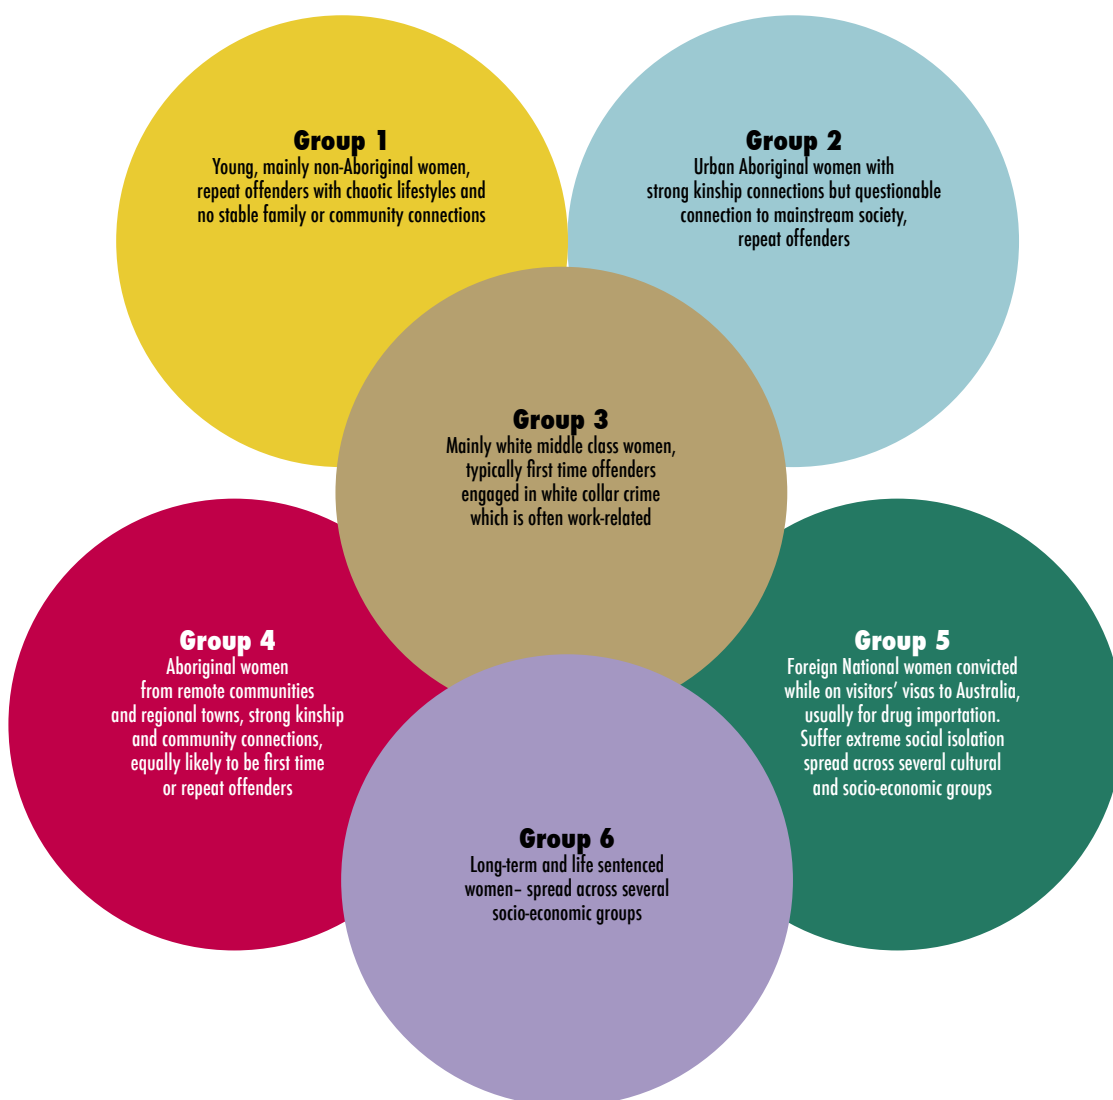 Group 1
Young, mainly non-Aboriginal women,
repeat offenders with chaotic lifestyles and
no stable family or community connections
Group 2
Urban Aboriginal women with
strong kinship connections but questionable
connection to mainstream society,
repeat offenders
Group 3
Mainly white middle class women,
typically first time offenders
engaged in white collar crime
which is often work-related
Group 4
Aboriginal women
from remote communities
and regional towns, strong kinship
and community connections,
equally likely to be first time
or repeat offenders
Group 5
Foreign National women convicted
while on visitors’ visas to Australia,
usually for drug importation.
Suffer extreme social isolation
spread across several cultural
and socio-economic groups
Group 6
Long-term and life sentenced
women– spread across several
socio-economic groups